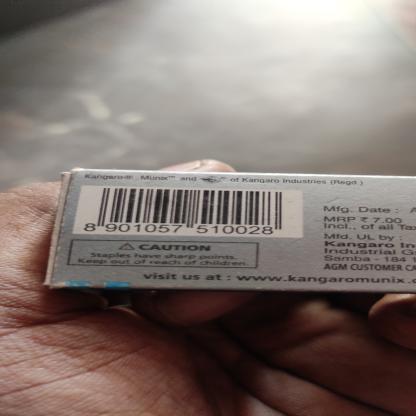 Kangaro®, Munix™ and of Kangaro Industries (Regd.)
8 901057 510028
CAUTION
Staples have sharp points.
Keep out of reach of children.
visit us at : www.kangaromunix.c
Mfg. Date : A
MRP ₹ 7.00
Incl., of all Tax
Mfd. UL by :
Kangaro In
Industrial G
Samba - 184 1
AGM CUSTOMER C